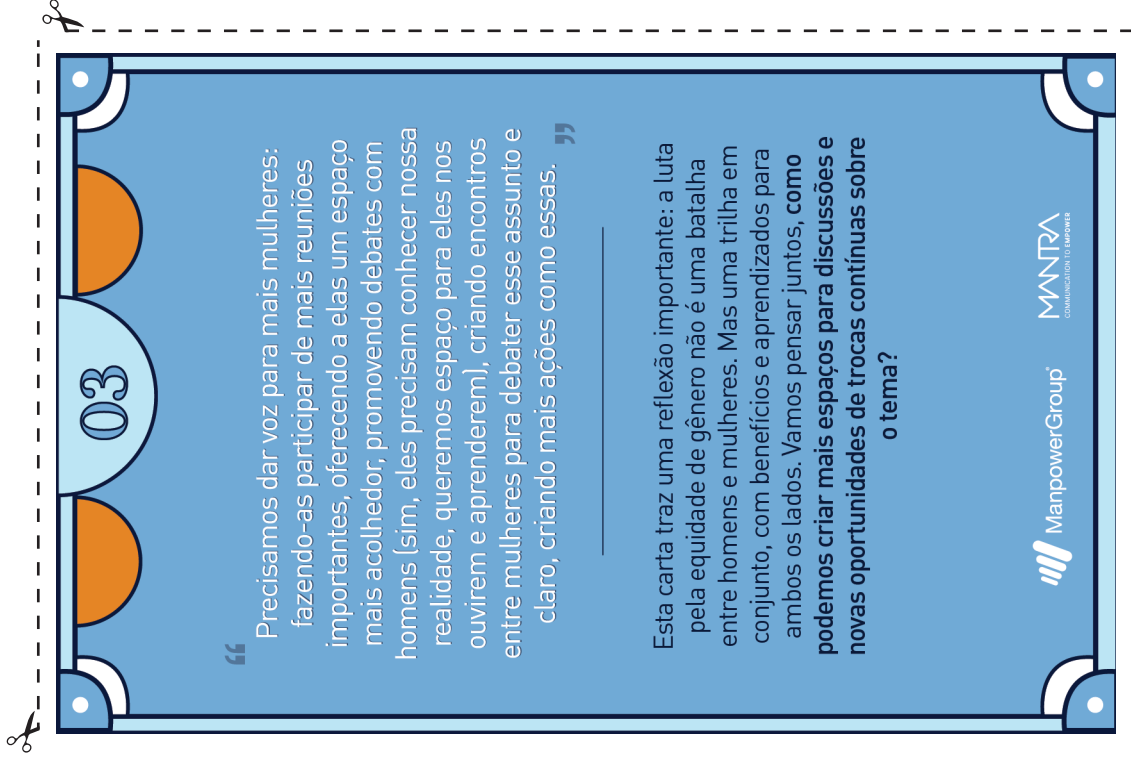 03
“
Precisamos dar voz para mais mulheres:
fazendo-as participar de mais reuniões
importantes, oferecendo a elas um espaço
mais acolhedor, promovendo debates com
homens (sim, eles precisam conhecer nossa
realidade, queremos espaço para eles nos
ouvirem e aprenderem), criando encontros
entre mulheres para debater esse assunto e
claro, criando mais ações como essas.
”
Esta carta traz uma reflexão importante: a luta
pela equidade de gênero não é uma batalha
entre homens e mulheres. Mas uma trilha em
conjunto, com benefícios e aprendizados para
ambos os lados. Vamos pensar juntos, como
podemos criar mais espaços para discussões e
novas oportunidades de trocas contínuas sobre
o tema?
ManpowerGroup®
MANTRA
COMMUNICATION TO EMPOWER